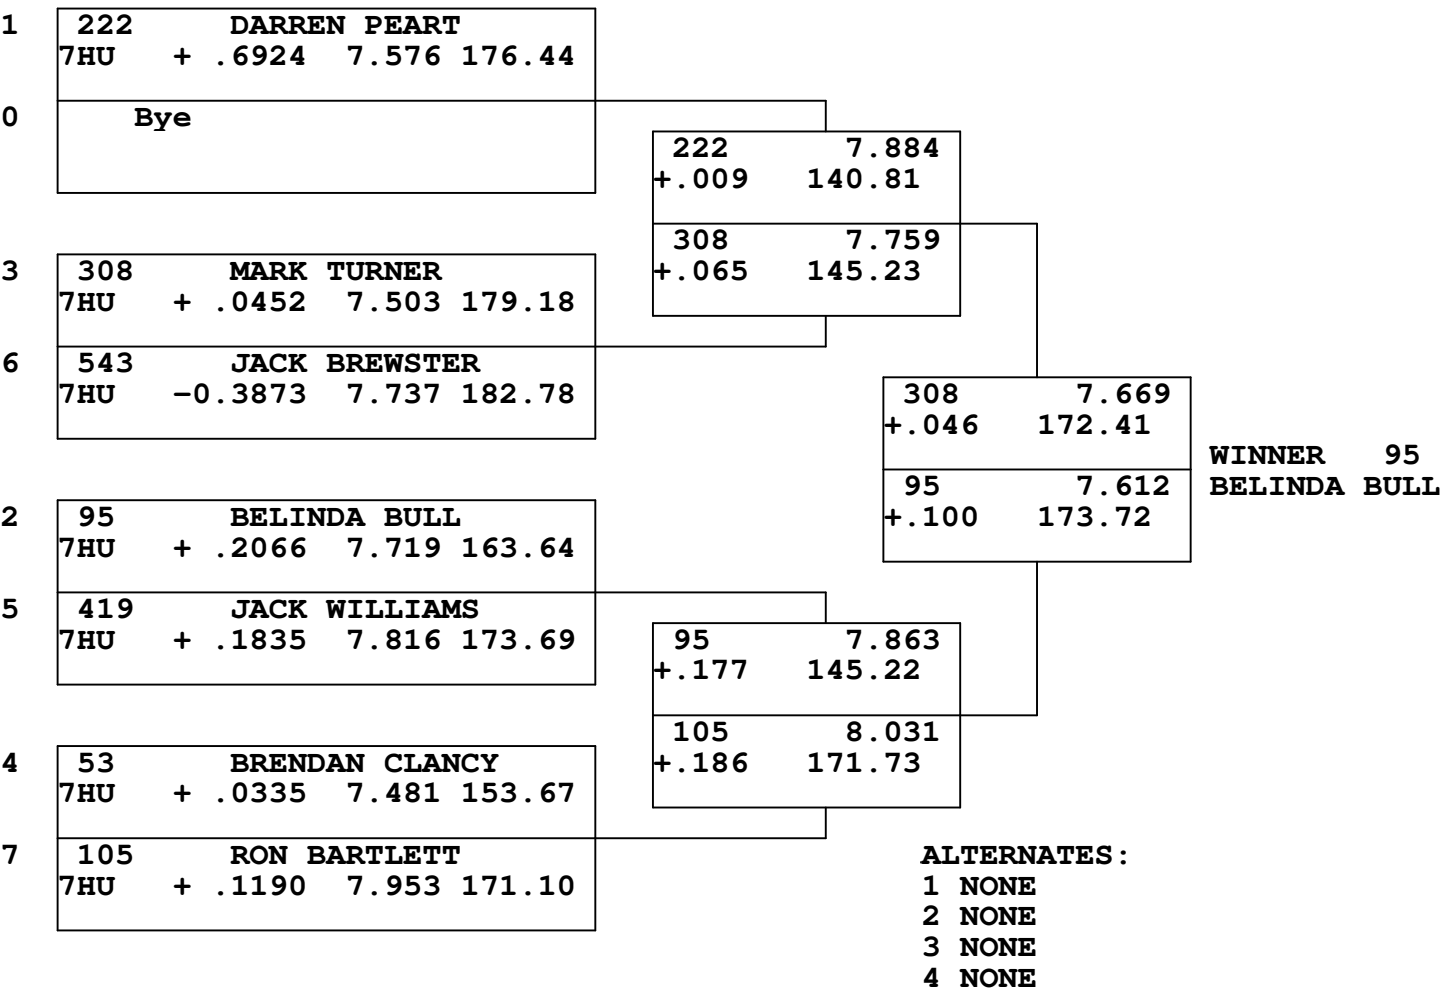 1 222 DARREN PEART
7HU + .6924 7.576 176.44
0 Bye
222 7.884
+.009 140.81
308 7.759
+.065 145.23
3 308 MARK TURNER
7HU + .0452 7.503 179.18
6 543 JACK BREWSTER
7HU -0.3873 7.737 182.78
308 7.669
+.046 172.41
95 7.612
+.100 173.72
WINNER 95
BELINDA BULL
2 95 BELINDA BULL
7HU + .2066 7.719 163.64
5 419 JACK WILLIAMS
7HU + .1835 7.816 173.69
95 7.863
+.177 145.22
105 8.031
+.186 171.73
4 53 BRENDAN CLANCY
7HU + .0335 7.481 153.67
7 105 RON BARTLETT
7HU + .1190 7.953 171.10
ALTERNATES:
1 NONE
2 NONE
3 NONE
4 NONE